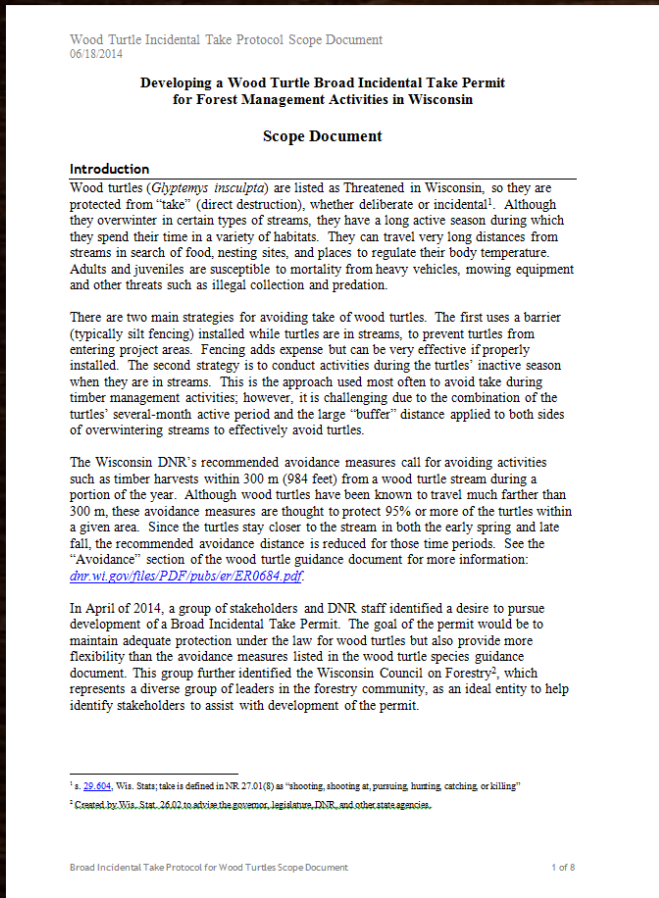 Wood Turtle Incidental Take Protocol Scope Document
06/18/2014
Developing a Wood Turtle Broad Incidental Take Permit
for Forest Management Activities in Wisconsin
Scope Document
Introduction
Wood turtles (Glyptemys insculpta) are listed as Threatened in Wisconsin, so they are
protected from “take” (direct destruction), whether deliberate or incidental¹.  Although
they overwinter in certain types of streams, they have a long active season during which
they spend their time in a variety of habitats.  They can travel very long distances from
streams in search of food, nesting sites, and places to regulate their body temperature.
Adults and juveniles are susceptible to mortality from heavy vehicles, mowing equipment
and other threats such as illegal collection and predation.
There are two main strategies for avoiding take of wood turtles.  The first uses a barrier
(typically silt fencing) installed while turtles are in streams, to prevent turtles from
entering project areas.  Fencing adds expense but can be very effective if properly
installed.  The second strategy is to conduct activities during the turtles’ inactive season
when they are in streams.  This is the approach used most often to avoid take during
timber management activities; however, it is challenging due to the combination of the
turtles’ several-month active period and the large “buffer” distance applied to both sides
of overwintering streams to effectively avoid turtles.
The Wisconsin DNR’s recommended avoidance measures call for avoiding activities
such as timber harvests within 300 m (984 feet) from a wood turtle stream during a
portion of the year.  Although wood turtles have been known to travel much farther than
300 m, these avoidance measures are thought to protect 95% or more of the turtles within
a given area.  Since the turtles stay closer to the stream in both the early spring and late
fall, the recommended avoidance distance is reduced for those time periods.  See the
“Avoidance” section of the wood turtle guidance document for more information:
dnr.wi.gov/files/PDF/pubs/er/ER0684.pdf.
In April of 2014, a group of stakeholders and DNR staff identified a desire to pursue
development of a Broad Incidental Take Permit.  The goal of the permit would be to
maintain adequate protection under the law for wood turtles but also provide more
flexibility than the avoidance measures listed in the wood turtle species guidance
document. This group further identified the Wisconsin Council on Forestry², which
represents a diverse group of leaders in the forestry community, as an ideal entity to help
identify stakeholders to assist with development of the permit.
¹ s. 29.604, Wis. Stats; take is defined in NR 27.01(8) as “shooting, shooting at, pursuing, hunting, catching, or killing”
² Created by Wis. Stat. 26.02 to advise the governor, legislature, DNR, and other state agencies.
Broad Incidental Take Protocol for Wood Turtles Scope Document 1 of 8